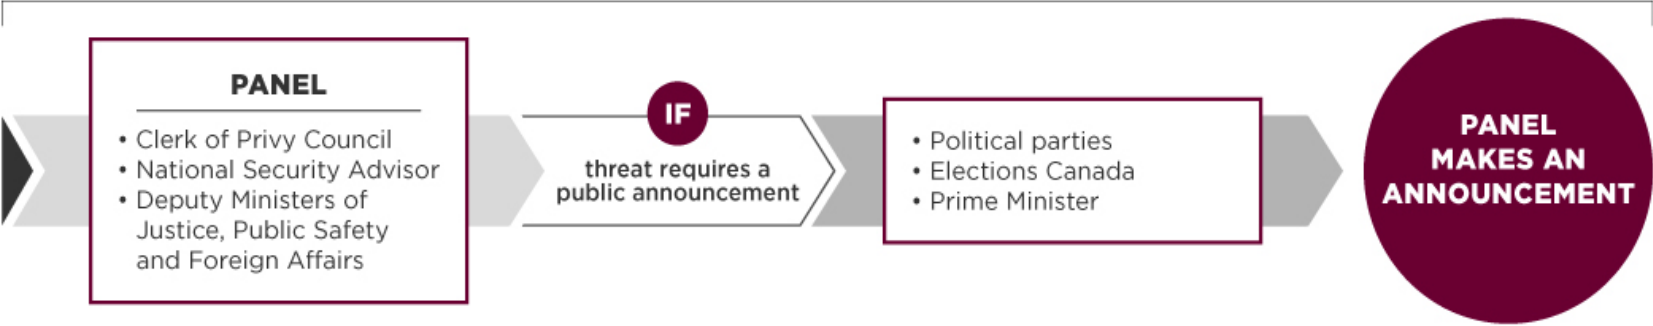 PANEL
• Clerk of Privy Council
• National Security Advisor
• Deputy Ministers of
Justice, Public Safety
and Foreign Affairs
IF
threat requires a
public announcement
• Political parties
• Elections Canada
• Prime Minister
PANEL
MAKES AN
ANNOUNCEMENT